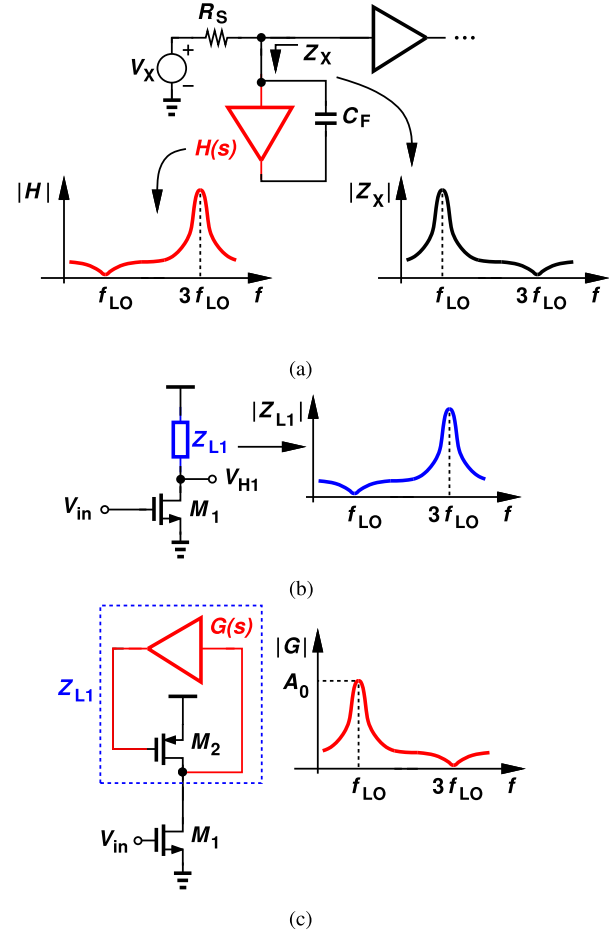 R_S
V_X + −
Z_X
...
C_F
H(s)
|H|
f_LO 3f_LO f
|Z_X|
f_LO 3f_LO f
(a)
Z_L1
V_H1
V_in
M_1
|Z_L1|
f_LO 3f_LO f
(b)
G(s)
Z_L1
M_2
V_in
M_1
|G|
A_0
f_LO 3f_LO f
(c)